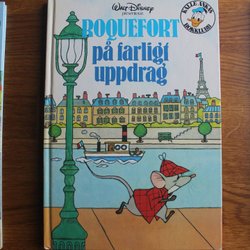 Walt Disney
presenterar
ROQUEFORT
på farligt
uppdrag
KALLE ANKAS
BOKKLUBB